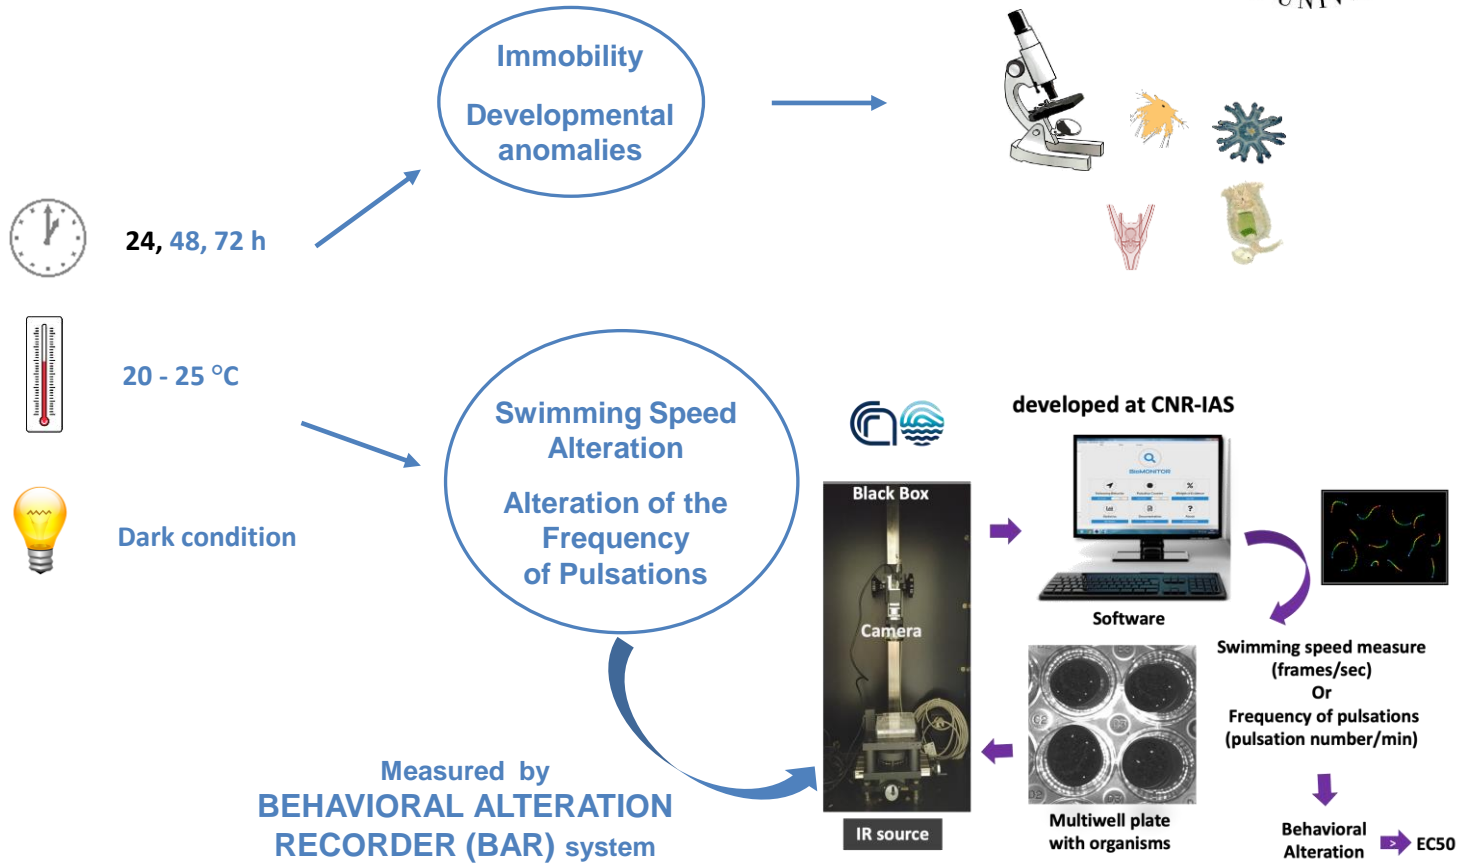 UNIV
Immobility
Developmental
anomalies
24, 48, 72 h
20 - 25 °C
Dark condition
Swimming Speed
Alteration
Alteration of the
Frequency
of Pulsations
Measured by
BEHAVIORAL ALTERATION
RECORDER (BAR) system
developed at CNR-IAS
Black Box
Camera
IR source
BioMONITOR
Software
Multiwell plate
with organisms
Swimming speed measure
(frames/sec)
Or
Frequency of pulsations
(pulsation number/min)
Behavioral
Alteration
> EC50